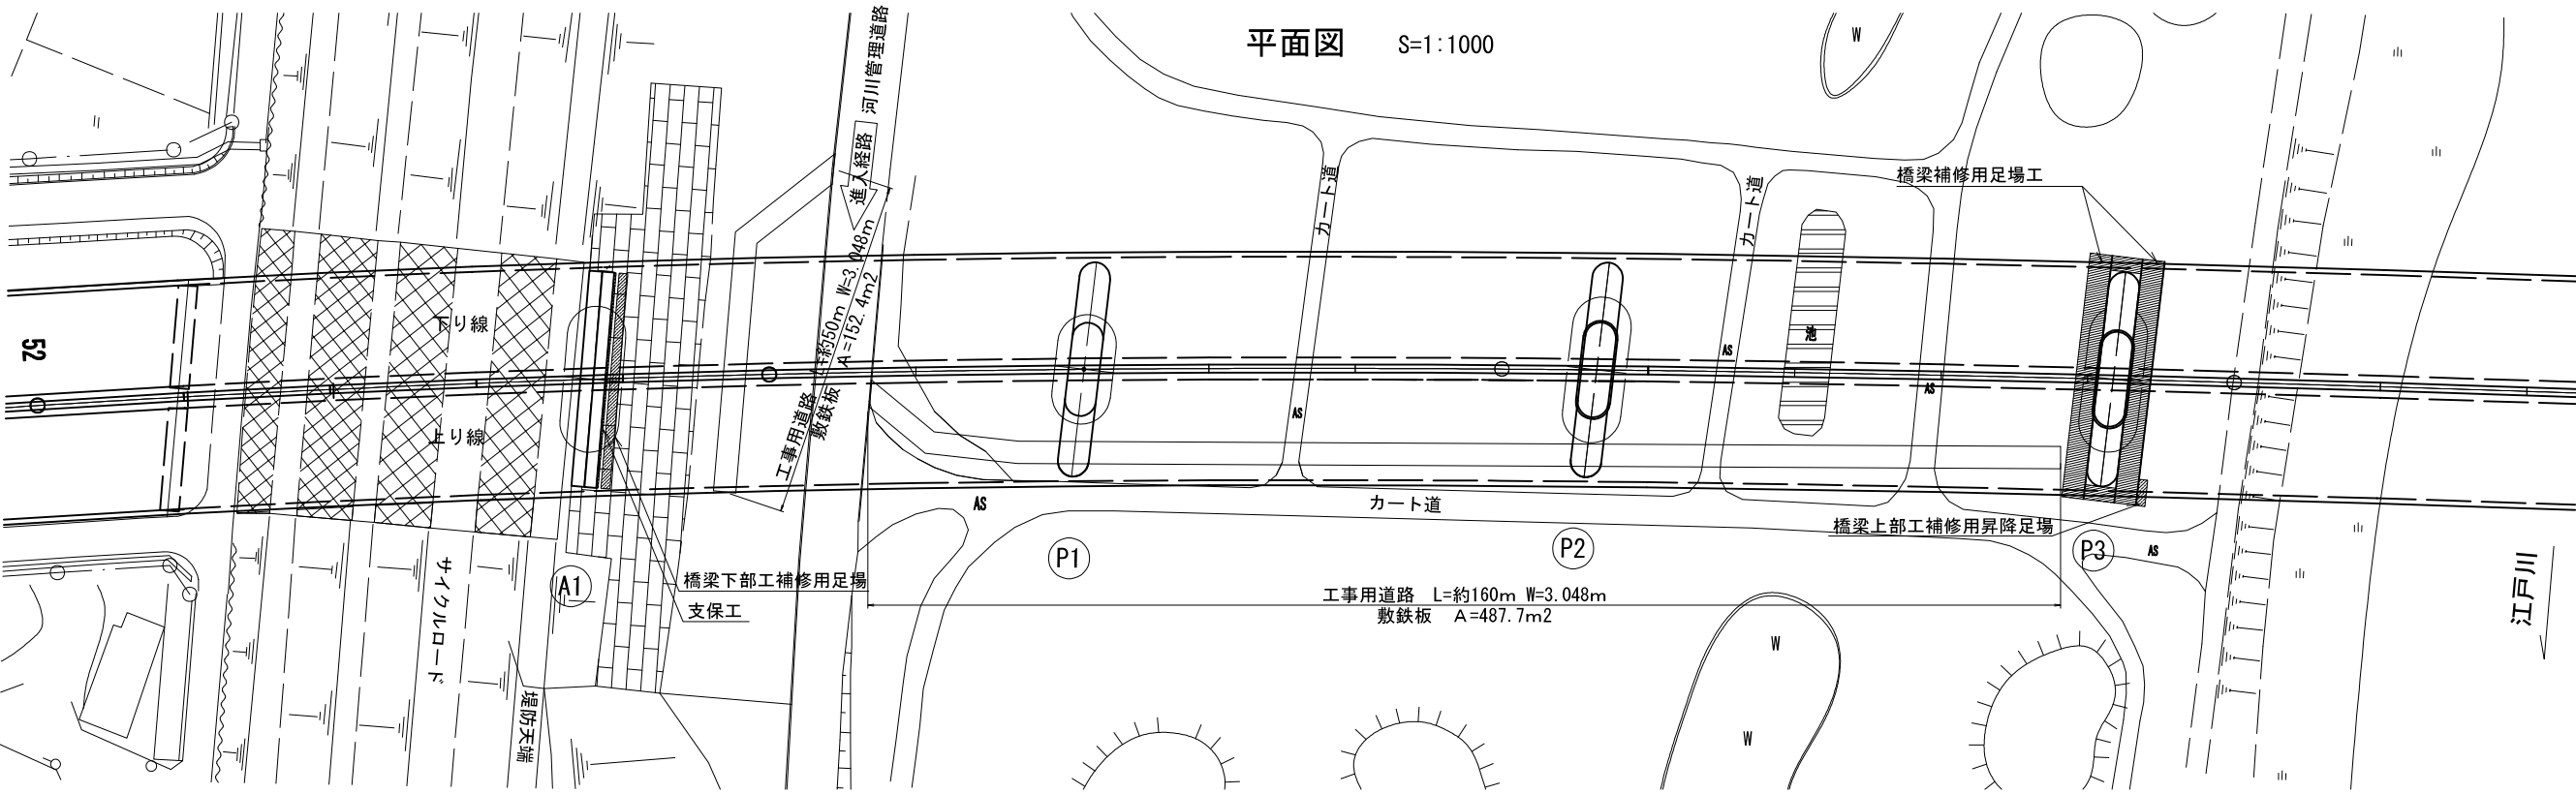 平面図 S=1:1000
河川管理道路
進入経路
工事用道路 L=約50m W=3.048m
敷鉄板 A=152.4m2
カート道
カート道
橋梁補修用足場工
W
52
下り線
上り線
池
AS
AS
AS
AS
カート道
橋梁上部工補修用昇降足場
A1
P1
P2
P3
AS
橋梁下部工補修用足場
支保工
工事用道路 L=約160m W=3.048m
敷鉄板 A=487.7m2
サイクルロード
堤防天端
W
W
江戸川